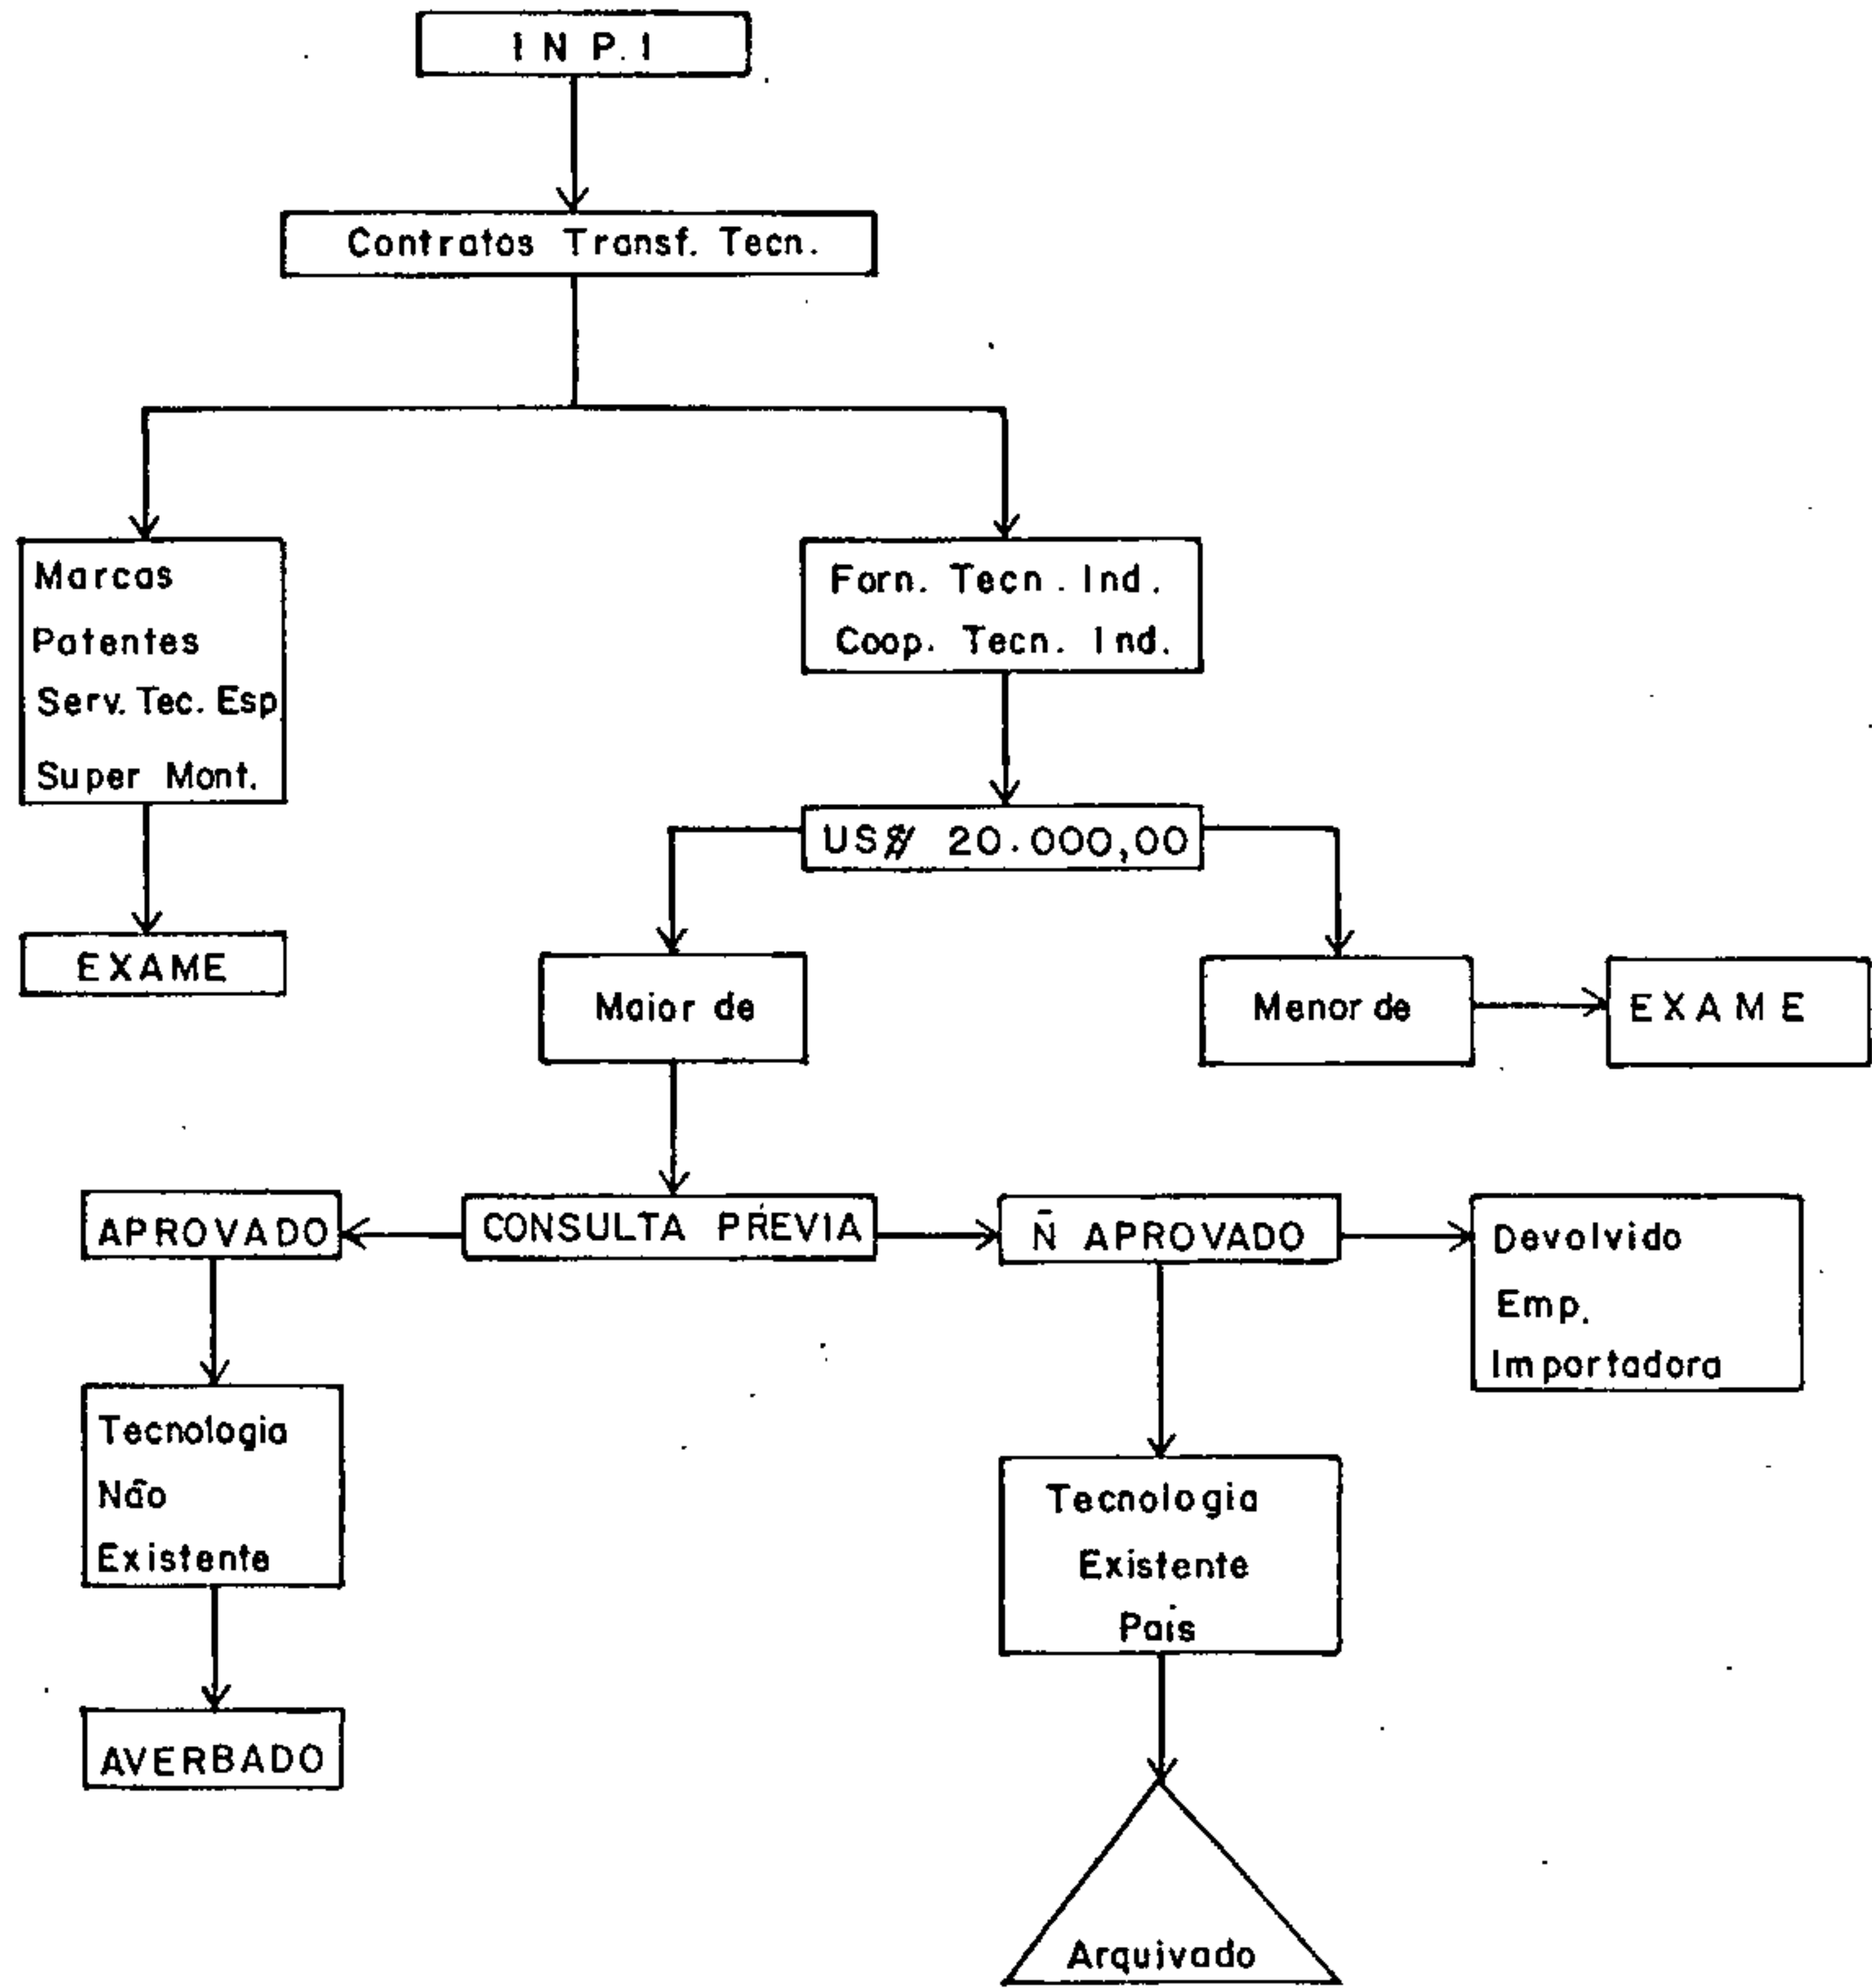 I N P. I
Contratos Transf. Tecn.
Marcas
Patentes
Serv. Tec. Esp
Super Mont.
EXAME
Forn. Tecn. Ind.
Coop. Tecn. Ind.
US$ 20.000,00
Maior de
Menor de
EXAME
APROVADO
CONSULTA PRÉVIA
Ñ APROVADO
Devolvido
Emp.
Importadora
Tecnologia
Não
Existente
Tecnologia
Existente
País
AVERBADO
Arquivado